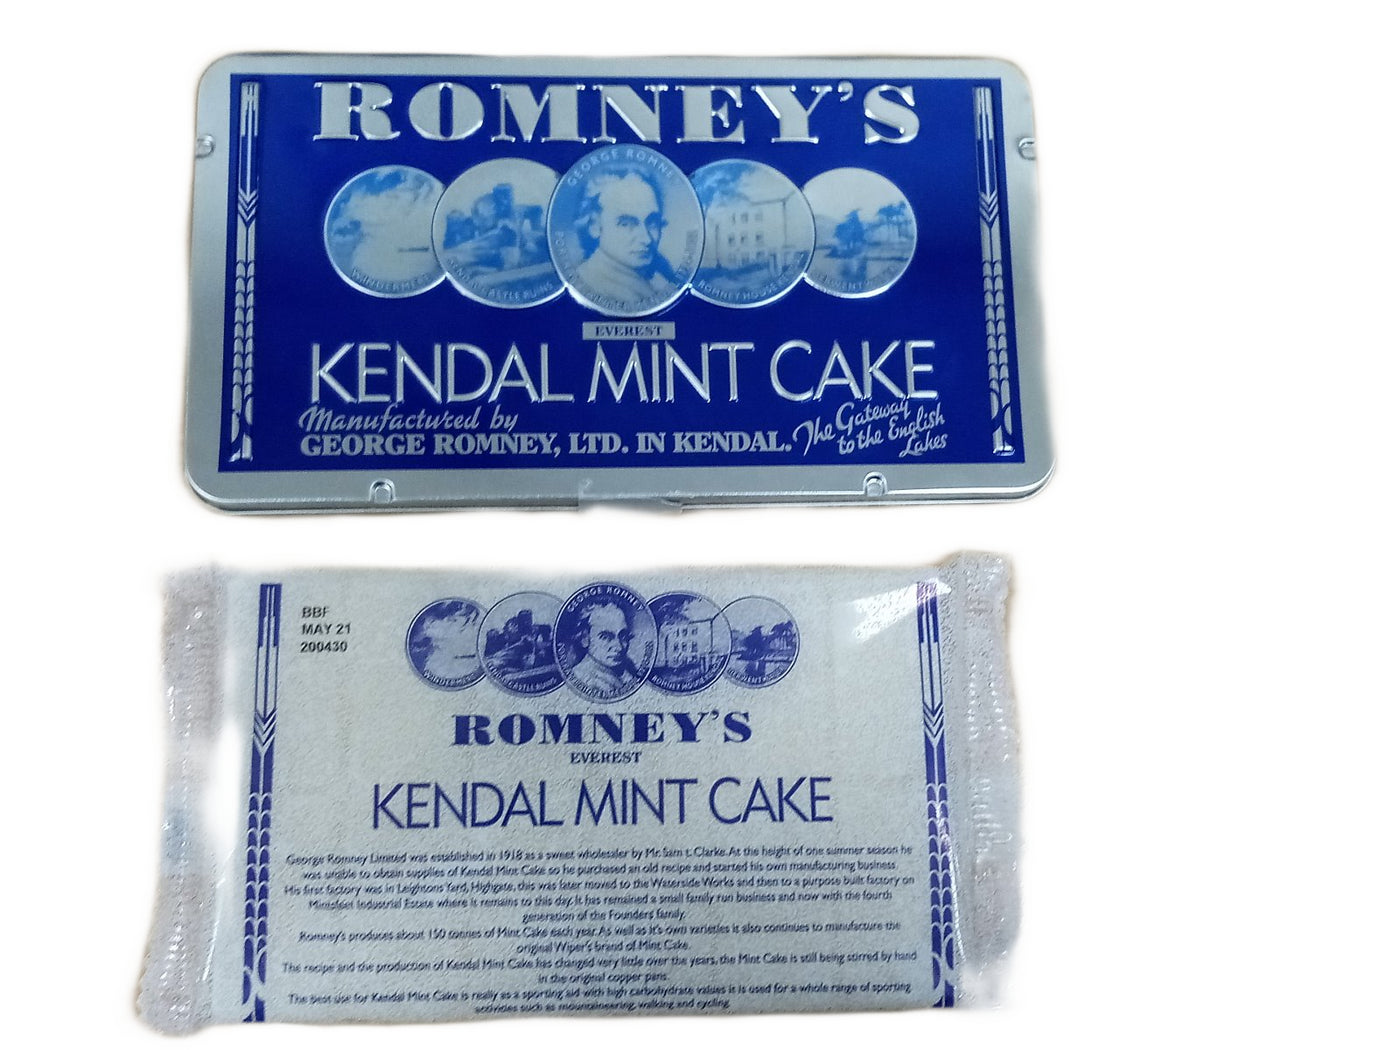 ROMNEY'S
GEORGE ROMNEY
WINDERMERE
CASTLE RUINS
ROMNEY HOUSE
DERWENT
EVEREST
KENDAL MINT CAKE
Manufactured by
GEORGE ROMNEY, LTD. IN KENDAL.
The Gateway
to the English
Lakes
BBF
MAY 21
200430
GEORGE ROMNEY
WINDERMERE
CASTLE RUINS
ROMNEY HOUSE
DERWENT
ROMNEY'S
EVEREST
KENDAL MINT CAKE
George Romney Limited was established in 1918 as a sweet wholesaler by Mr. Sam t. Clarke. At the height of one summer season he
was unable to obtain supplies of Kendal Mint Cake so he purchased an old recipe and started his own manufacturing business.
His first factory was in Leightons Yard, Highgate, this was later moved to the Waterside Works and then to a purpose built factory on
Mintsfeet Industrial Estate where is remains to this day. It has remained a small family run business and now with the fourth
generation of the Founders family.
Romney's produces about 150 tonnes of Mint Cake each year. As well as it's own varieties it also continues to manufacture the
original Wiper's brand of Mint Cake.
The recipe and the production of Kendal Mint Cake has changed very little over the years, the Mint Cake is still being stirred by hand
in the original copper pans.
The best use for Kendal Mint Cake is really as a sporting aid with high carbohydrate values it is used for a whole range of sporting
activities such as mountaineering, walking and cycling.